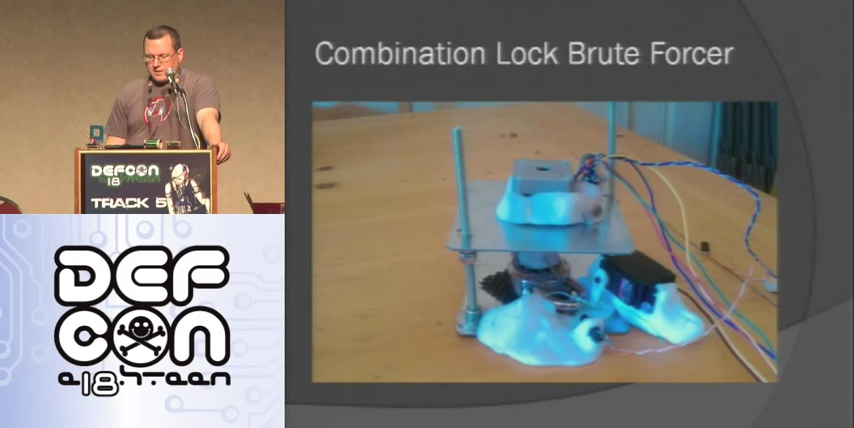 Combination Lock Brute Forcer
DEFCON
18
TRACK 5
DEF
CON
e18hteen